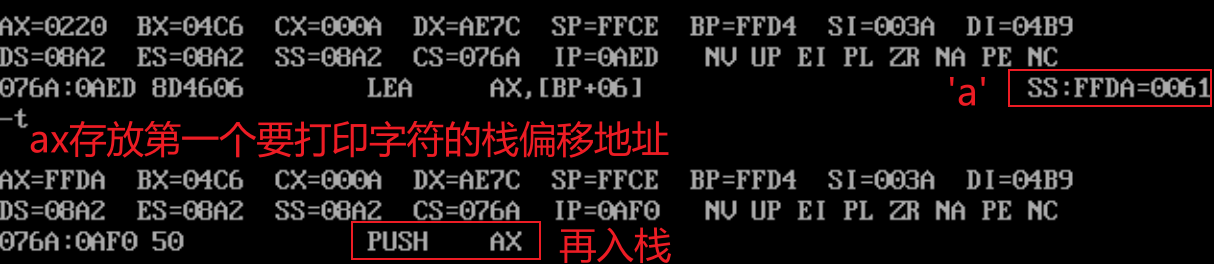 AX=0220 BX=04C6 CX=000A DX=AE7C SP=FFCE BP=FFD4 SI=003A DI=04B9
DS=08A2 ES=08A2 SS=08A2 CS=076A IP=0AED NV UP EI PL ZR NA PE NC
076A:0AED 8D4606 LEA AX,[BP+06] 'a' SS:FFDA=0061
-t
ax存放第一个要打印字符的栈偏移地址
AX=FFDA BX=04C6 CX=000A DX=AE7C SP=FFCE BP=FFD4 SI=003A DI=04B9
DS=08A2 ES=08A2 SS=08A2 CS=076A IP=0AF0 NV UP EI PL ZR NA PE NC
076A:0AF0 50 PUSH AX 再入栈